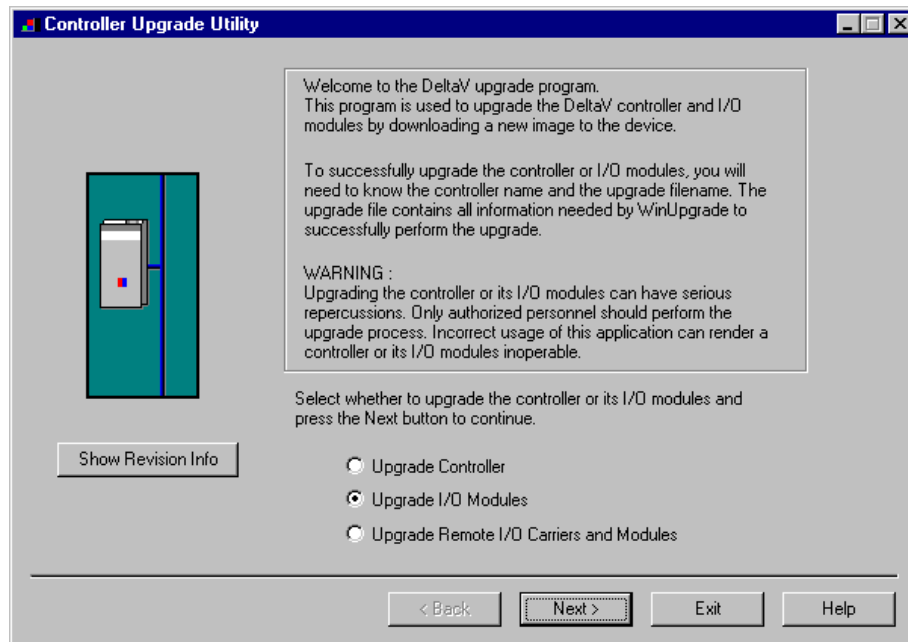 Controller Upgrade Utility
Welcome to the DeltaV upgrade program.
This program is used to upgrade the DeltaV controller and I/O
modules by downloading a new image to the device.
To successfully upgrade the controller or I/O modules, you will
need to know the controller name and the upgrade filename. The
upgrade file contains all information needed by WinUpgrade to
successfully perform the upgrade.
WARNING :
Upgrading the controller or its I/O modules can have serious
repercussions. Only authorized personnel should perform the
upgrade process. Incorrect usage of this application can render a
controller or its I/O modules inoperable.
Select whether to upgrade the controller or its I/O modules and
press the Next button to continue.
Show Revision Info
Upgrade Controller
Upgrade I/O Modules
Upgrade Remote I/O Carriers and Modules
< Back
Next >
Exit
Help